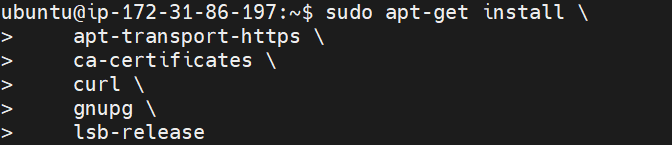 ubuntu@ip-172-31-86-197:~$ sudo apt-get install \
>     apt-transport-https \
>     ca-certificates \
>     curl \
>     gnupg \
>     lsb-release